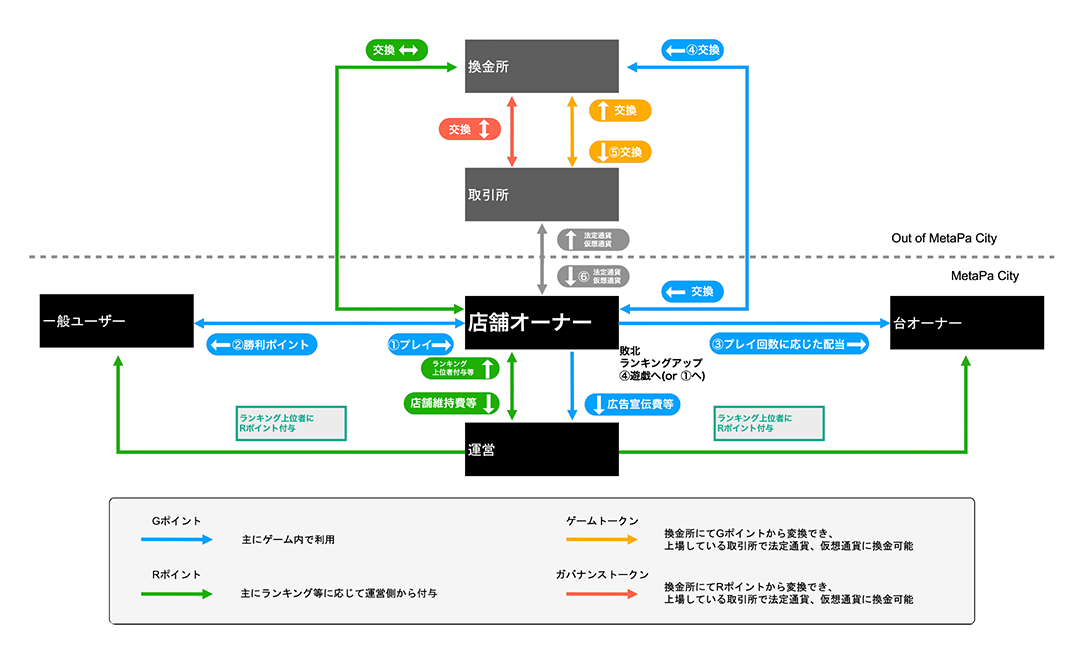 交換
④交換
換金所
交換
交換
⑤交換
取引所
法定通貨
仮想通貨
Out of MetaPa City
⑥ 法定通貨
仮想通貨
MetaPa City
交換
一般ユーザー
店舗オーナー
台オーナー
②勝利ポイント
①プレイ
③プレイ回数に応じた配当
敗北
ランキングアップ
④遊戯へ(or ①へ)
ランキング
上位者付与等
店舗維持費等
広告宣伝費等
ランキング上位者に
Rポイント付与
ランキング上位者に
Rポイント付与
運営
Gポイント
主にゲーム内で利用
ゲームトークン
換金所にてGポイントから変換でき、
上場している取引所で法定通貨、仮想通貨に換金可能
Rポイント
主にランキング等に応じて運営側から付与
ガバナンストークン
換金所にてRポイントから変換でき、
上場している取引所で法定通貨、仮想通貨に換金可能